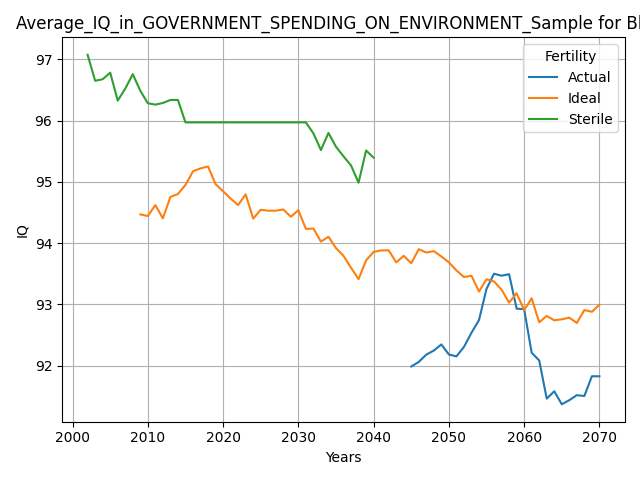 Average_IQ_in_GOVERNMENT_SPENDING_ON_ENVIRONMENT_Sample for
Fertility
Actual
Ideal
Sterile
IQ
97
96
95
94
93
92
2000 2010 2020 2030 2040 2050 2060 2070
Years